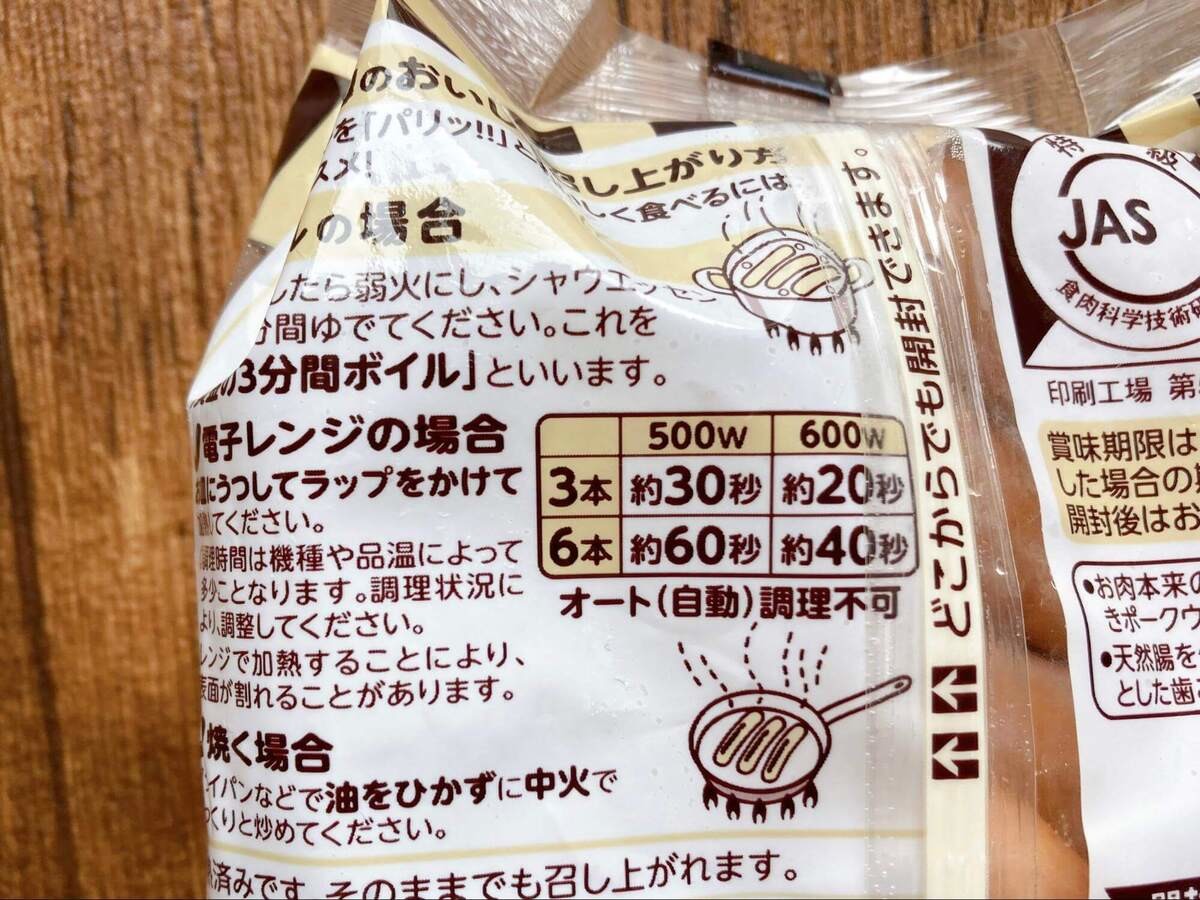 のおいし
を「パリッ!!」と
スメ!
召し上がり方
しく食べるには
の場合
したら弱火にし、シャウエッセン
分間ゆでてください。これを
の3分間ボイル」といいます。
電子レンジの場合
お皿にうつしてラップをかけて
加熱してください。
調理時間は機種や品温によって
多少ことなります。調理状況に
より、調整してください。
レンジで加熱することにより、
表面が割れることがあります。
500W 600W
3本 約30秒 約20秒
6本 約60秒 約40秒
オート(自動)調理不可
焼く場合
イパンなどで油をひかずに中火で
っくりと炒めてください。
済みです。そのままでも召し上がれます。
どこからでも開封できます。
特 級
JAS
食肉科学技術研
印刷工場 第
賞味期限は
した場合の
開封後はお
•お肉本来の
きポークウ
•天然腸を
とした歯